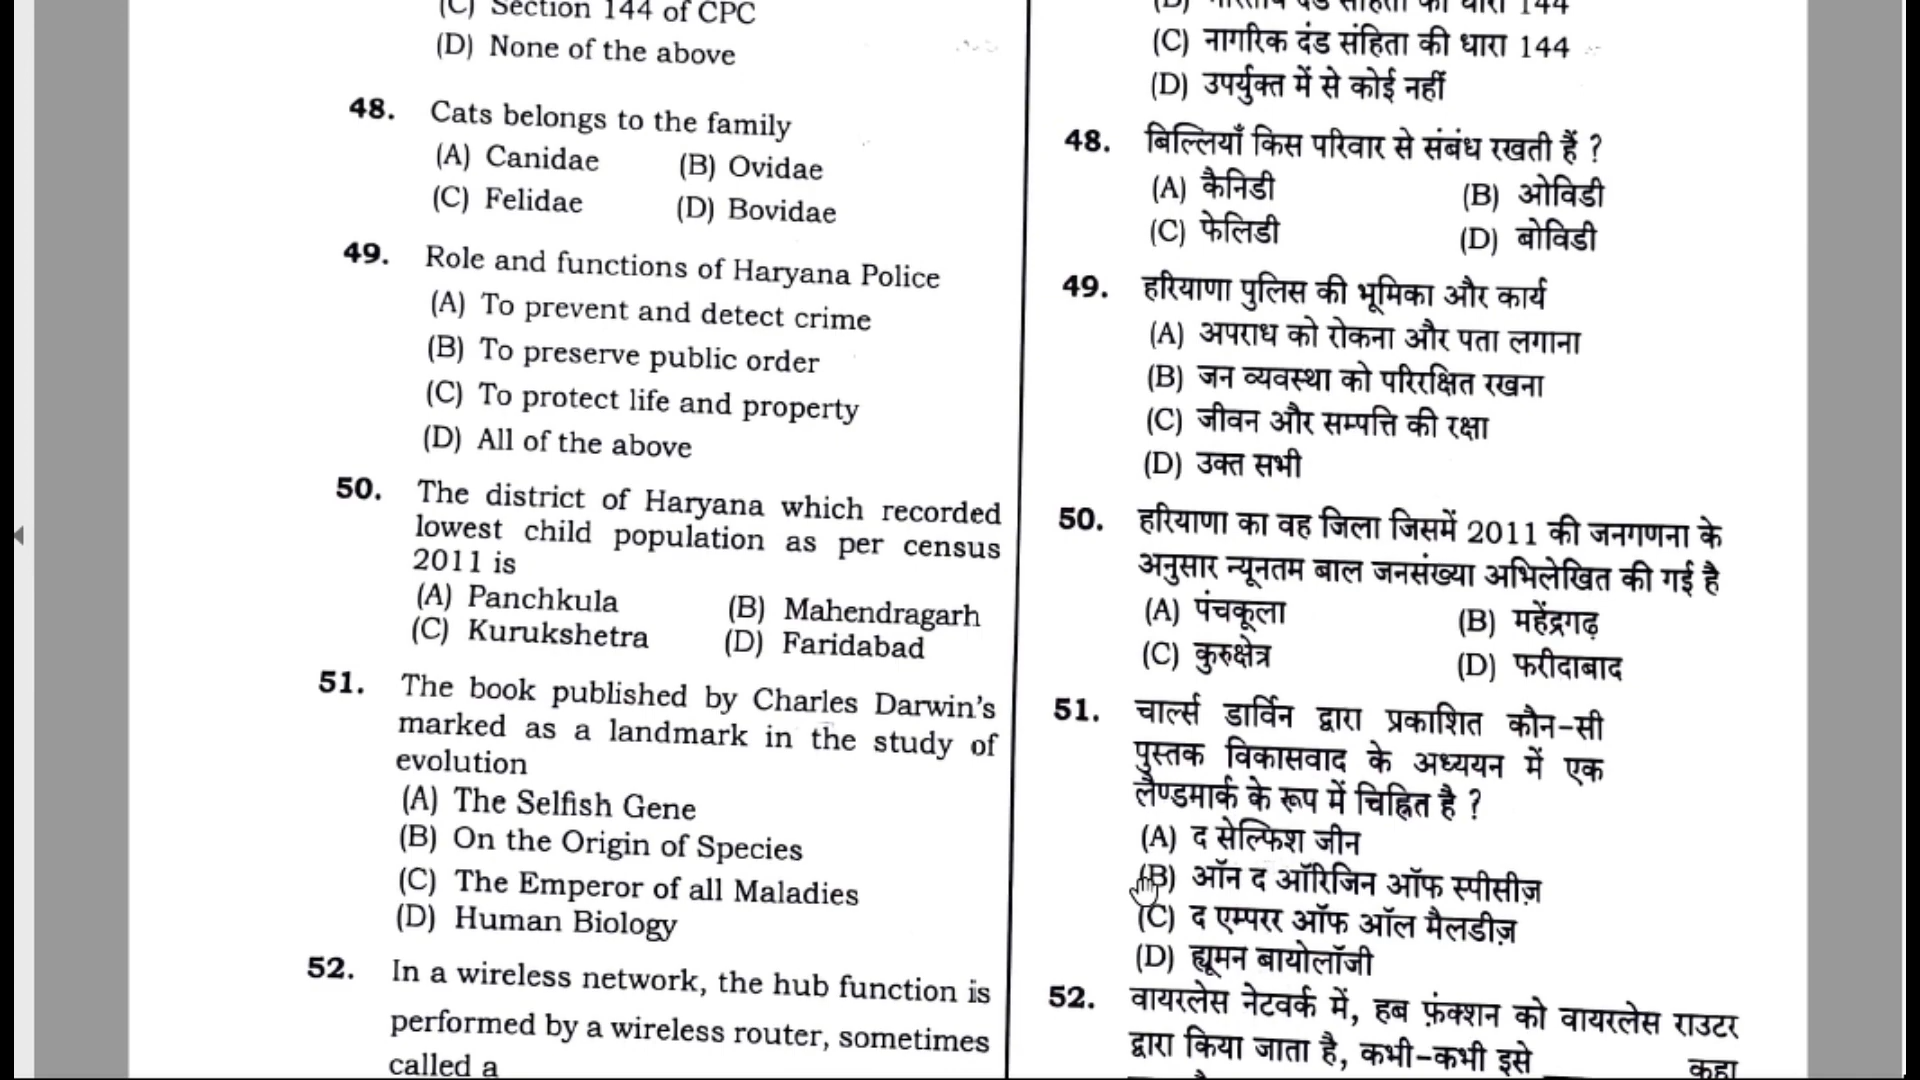 (C) Section 144 of CPC
(D) None of the above
48. Cats belongs to the family
(A) Canidae (B) Ovidae
(C) Felidae (D) Bovidae
49. Role and functions of Haryana Police
(A) To prevent and detect crime
(B) To preserve public order
(C) To protect life and property
(D) All of the above
50. The district of Haryana which recorded
lowest child population as per census
2011 is
(A) Panchkula (B) Mahendragarh
(C) Kurukshetra (D) Faridabad
51. The book published by Charles Darwin's
marked as a landmark in the study of
evolution
(A) The Selfish Gene
(B) On the Origin of Species
(C) The Emperor of all Maladies
(D) Human Biology
52. In a wireless network, the hub function is
performed by a wireless router, sometimes
called a
(B) भारतीय दंड संहिता की धारा 144
(C) नागरिक दंड संहिता की धारा 144
(D) उपर्युक्त में से कोई नहीं
48. बिल्लियाँ किस परिवार से संबंध रखती हैं ?
(A) कैनिडी (B) ओविडी
(C) फेलिडी (D) बोविडी
49. हरियाणा पुलिस की भूमिका और कार्य
(A) अपराध को रोकना और पता लगाना
(B) जन व्यवस्था को परिरक्षित रखना
(C) जीवन और सम्पत्ति की रक्षा
(D) उक्त सभी
50. हरियाणा का वह जिला जिसमें 2011 की जनगणना के
अनुसार न्यूनतम बाल जनसंख्या अभिलेखित की गई है
(A) पंचकूला (B) महेंद्रगढ़
(C) कुरुक्षेत्र (D) फरीदाबाद
51. चार्ल्स डार्विन द्वारा प्रकाशित कौन-सी
पुस्तक विकासवाद के अध्ययन में एक
लैण्डमार्क के रूप में चिह्नित है ?
(A) द सेल्फिश जीन
(B) ऑन द ऑरिजिन ऑफ स्पीसीज़
(C) द एम्परर ऑफ ऑल मैलडीज़
(D) ह्यूमन बायोलॉजी
52. वायरलेस नेटवर्क में, हब फ़ंक्शन को वायरलेस राउटर
द्वारा किया जाता है, कभी-कभी इसे ______ कहा